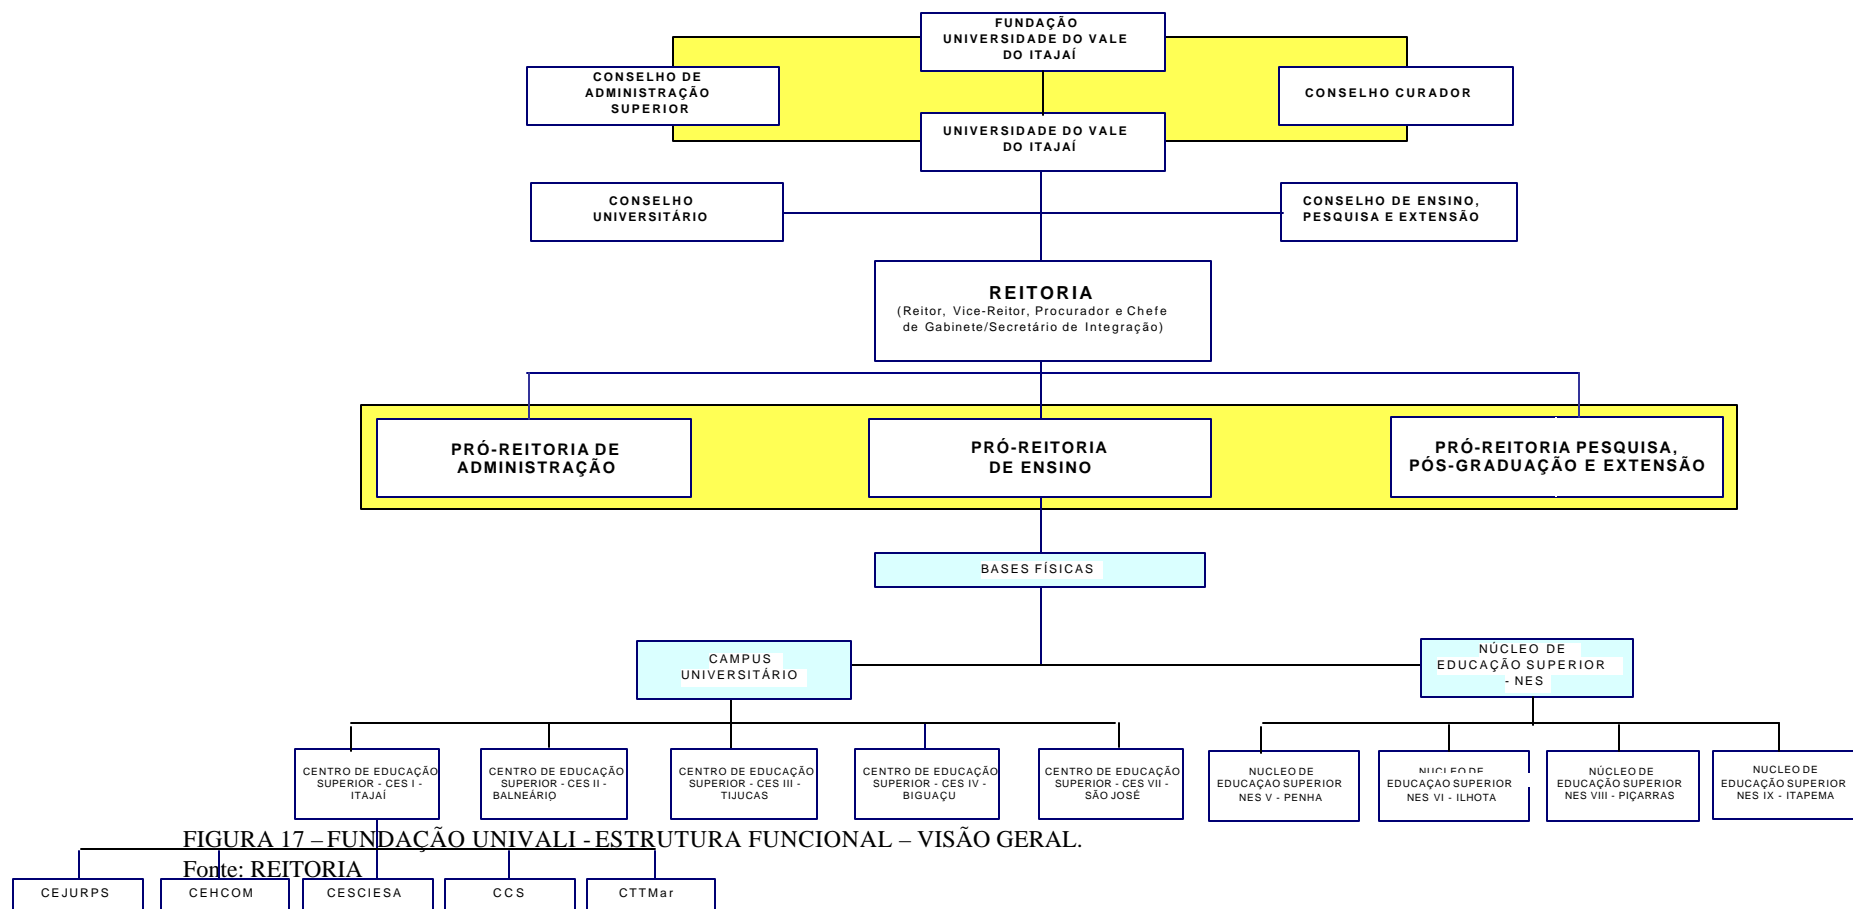 FUNDAÇÃO
UNIVERSIDADE DO VALE
DO ITAJAÍ
CONSELHO DE
ADMINISTRAÇÃO
SUPERIOR
CONSELHO CURADOR
UNIVERSIDADE DO VALE
DO ITAJAÍ
CONSELHO
UNIVERSITÁRIO
CONSELHO DE ENSINO,
PESQUISA E EXTENSÃO
REITORIA
(Reitor, Vice-Reitor, Procurador e Chefe
de Gabinete/Secretário de Integração)
PRÓ-REITORIA DE
ADMINISTRAÇÃO
PRÓ-REITORIA
DE ENSINO
PRÓ-REITORIA PESQUISA,
PÓS-GRADUAÇÃO E EXTENSÃO
BASES FÍSICAS
CAMPUS
UNIVERSITÁRIO
NÚCLEO DE
EDUCAÇÃO SUPERIOR
- NES
CENTRO DE EDUCAÇÃO
SUPERIOR - CES I -
ITAJAÍ
CENTRO DE EDUCAÇÃO
SUPERIOR - CES II -
BALNEÁRIO
CENTRO DE EDUCAÇÃO
SUPERIOR - CES III -
TIJUCAS
CENTRO DE EDUCAÇÃO
SUPERIOR - CES IV -
BIGUAÇU
CENTRO DE EDUCAÇÃO
SUPERIOR - CES VII -
SÃO JOSÉ
NUCLEO DE
EDUCAÇAO SUPERIOR
NES V - PENHA
NUCLEO DE
EDUCAÇAO SUPERIOR
NES VI - ILHOTA
NÚCLEO DE
EDUCAÇÃO SUPERIOR
NES VIII - PIÇARRAS
NUCLEO DE
EDUCAÇÃO SUPERIOR
NES IX - ITAPEMA
FIGURA 17 – FUNDAÇÃO UNIVALI - ESTRUTURA FUNCIONAL – VISÃO GERAL.
Fonte: REITORIA
CEJURPS
CEHCOM
CESCIESA
CCS
CTTMar